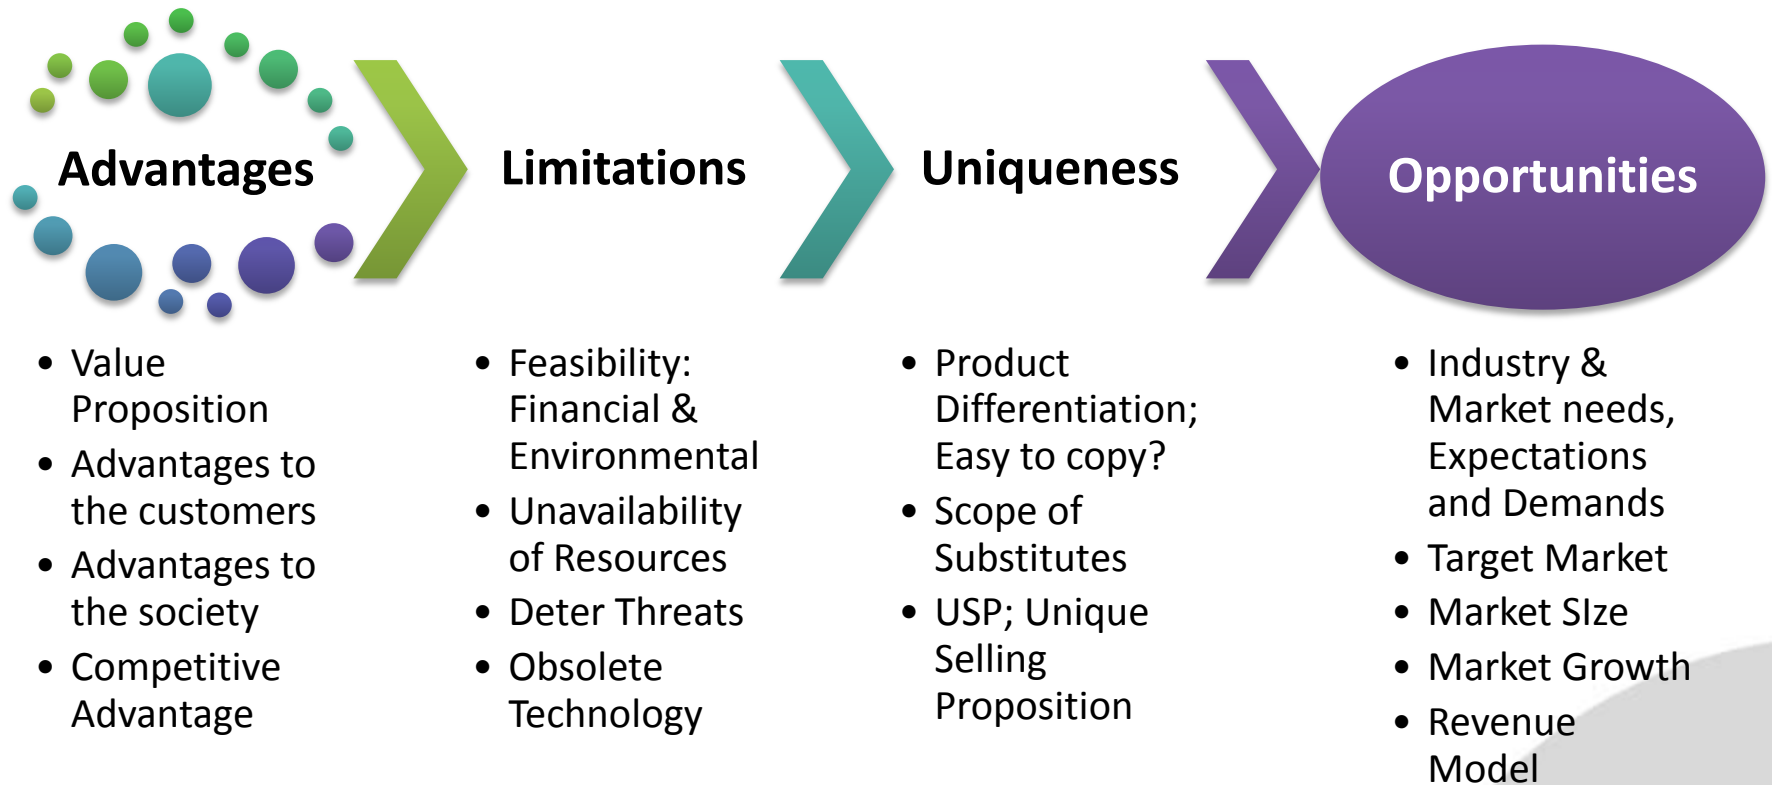 Advantages
Limitations
Uniqueness
Opportunities
• Value
Proposition
• Advantages to
the customers
• Advantages to
the society
• Competitive
Advantage
• Feasibility:
Financial &
Environmental
• Unavailability
of Resources
• Deter Threats
• Obsolete
Technology
• Product
Differentiation;
Easy to copy?
• Scope of
Substitutes
• USP; Unique
Selling
Proposition
• Industry &
Market needs,
Expectations
and Demands
• Target Market
• Market SIze
• Market Growth
• Revenue
Model